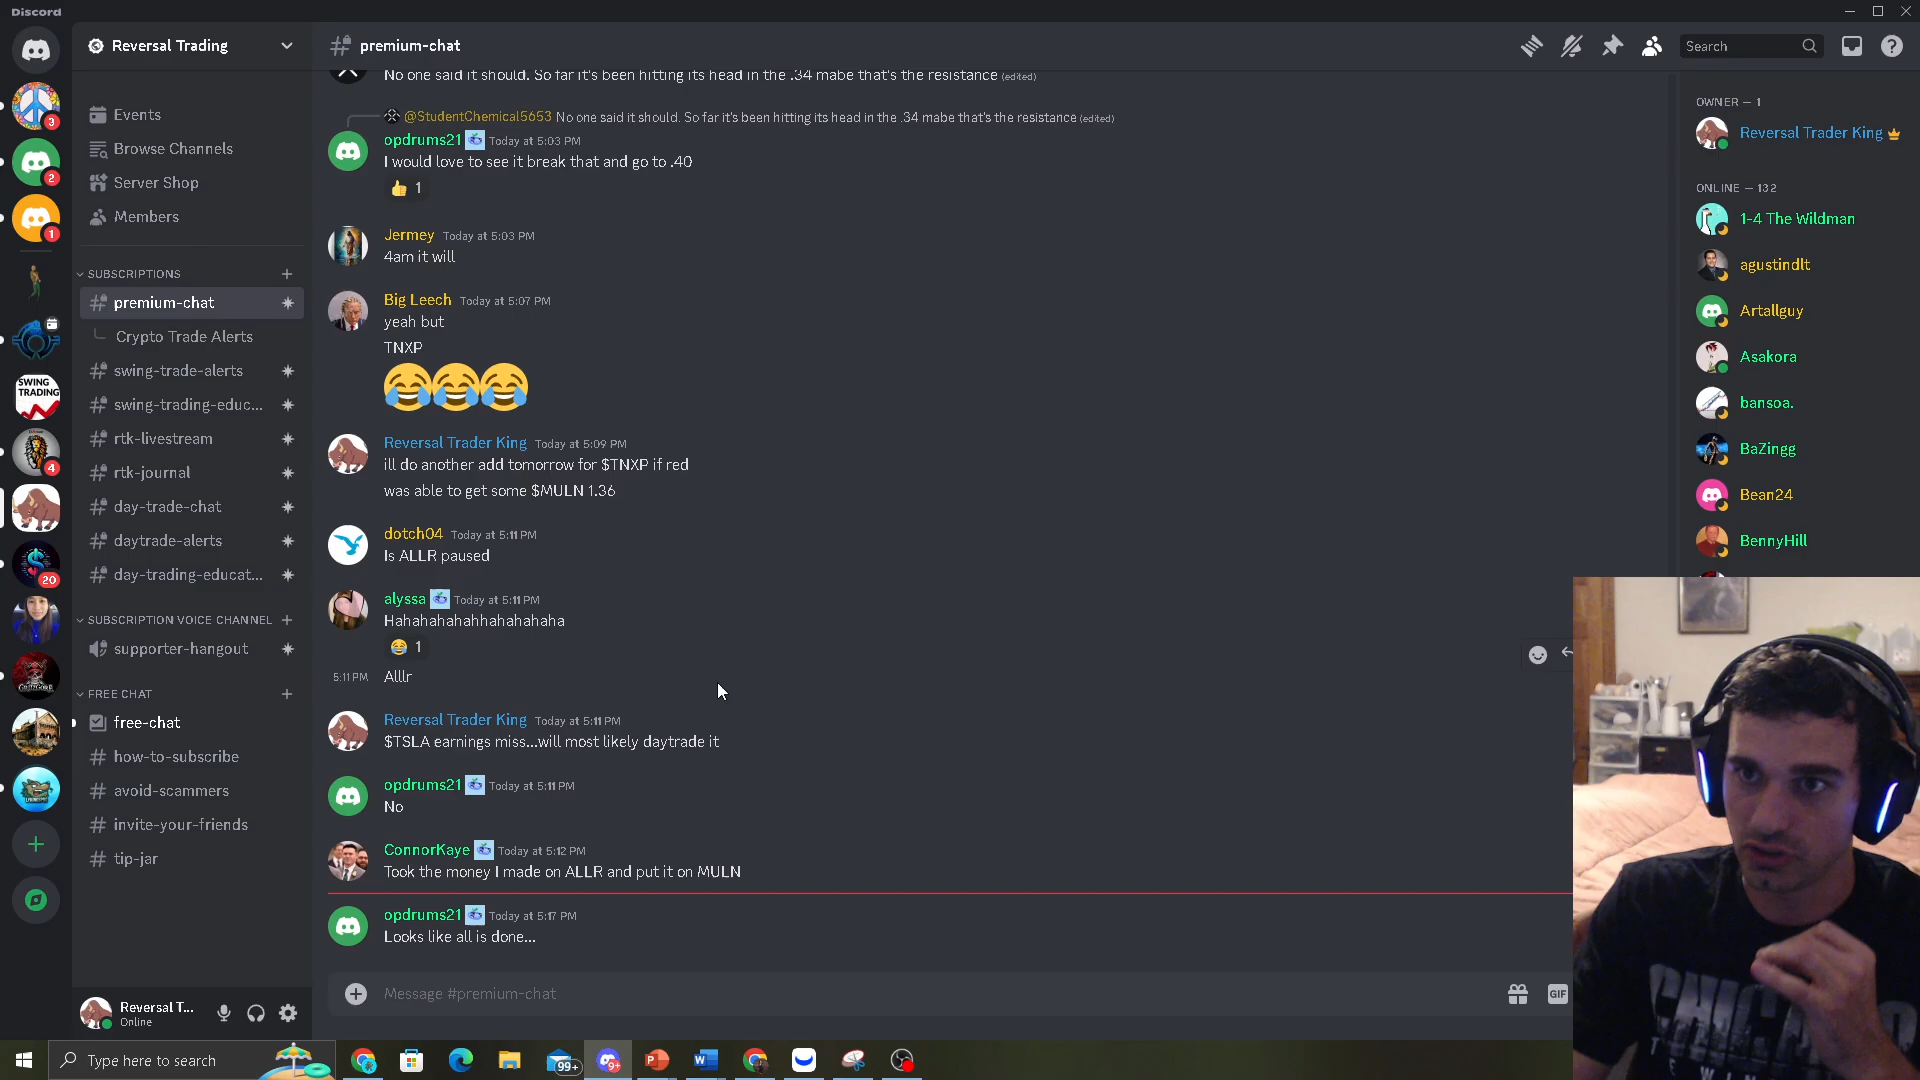 Discord
Reversal Trading
premium-chat
Search
3
2
1
SWING
TRADING
4
20
Events
Browse Channels
Server Shop
Members
SUBSCRIPTIONS
premium-chat
Crypto Trade Alerts
swing-trade-alerts
swing-trading-educ...
rtk-livestream
rtk-journal
day-trade-chat
daytrade-alerts
day-trading-educat...
SUBSCRIPTION VOICE CHANNEL
supporter-hangout
FREE CHAT
free-chat
how-to-subscribe
avoid-scammers
invite-your-friends
tip-jar
Reversal T...
Online
No one said it should. So far it's been hitting its head in the .34 mabe that's the resistance (edited)
@StudentChemical5653 No one said it should. So far it's been hitting its head in the .34 mabe that's the resistance (edited)
opdrums21 Today at 5:03 PM
I would love to see it break that and go to .40
1
Jermey Today at 5:03 PM
4am it will
Big Leech Today at 5:07 PM
yeah but
TNXP
Reversal Trader King Today at 5:09 PM
ill do another add tomorrow for $TNXP if red
was able to get some $MULN 1.36
dotch04 Today at 5:11 PM
Is ALLR paused
alyssa Today at 5:11 PM
Hahahahahahhahahahaha
1
5:11 PM Alllr
Reversal Trader King Today at 5:11 PM
$TSLA earnings miss...will most likely daytrade it
opdrums21 Today at 5:11 PM
No
ConnorKaye Today at 5:12 PM
Took the money I made on ALLR and put it on MULN
opdrums21 Today at 5:17 PM
Looks like all is done...
Message #premium-chat
GIF
OWNER — 1
Reversal Trader King
ONLINE — 132
1-4 The Wildman
agustindlt
Artallguy
Asakora
bansoa.
BaZingg
Bean24
BennyHill
Type here to search
99+
9+